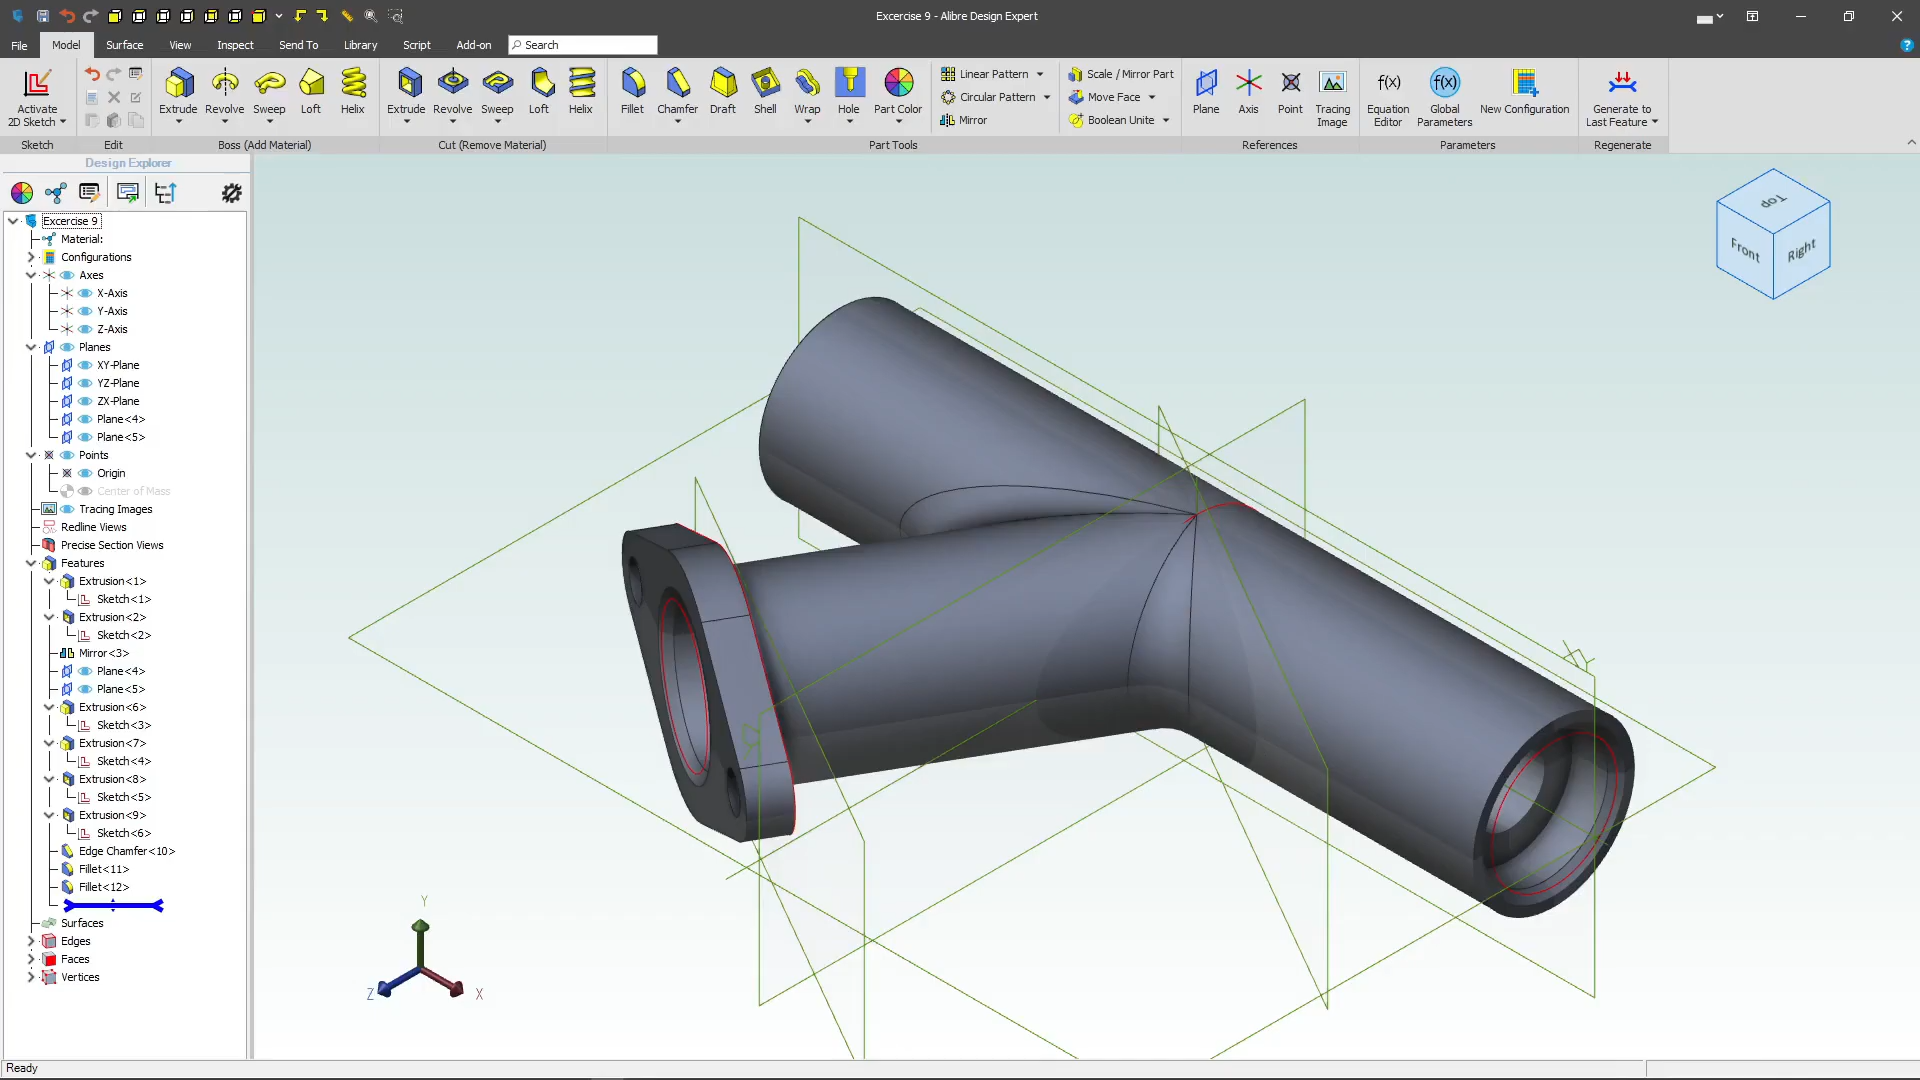 Excercise 9 - Alibre Design Expert
File Model Surface View Inspect Send To Library Script Add-on Search
Activate
2D Sketch
Extrude Revolve Sweep Loft Helix
Extrude Revolve Sweep Loft Helix
Fillet Chamfer Draft Shell Wrap Hole Part Color
Linear Pattern
Circular Pattern
Mirror
Scale / Mirror Part
Move Face
Boolean Unite
Plane Axis Point Tracing
Image
f(x) Equation
Editor
f(x) Global
Parameters
New Configuration
Generate to
Last Feature
Sketch Edit Boss (Add Material) Cut (Remove Material) Part Tools References Parameters Regenerate
Design Explorer
Excercise 9
Material:
Configurations
Axes
X-Axis
Y-Axis
Z-Axis
Planes
XY-Plane
YZ-Plane
ZX-Plane
Plane<4>
Plane<5>
Points
Origin
Center of Mass
Tracing Images
Redline Views
Precise Section Views
Features
Extrusion<1>
Sketch<1>
Extrusion<2>
Sketch<2>
Mirror<3>
Plane<4>
Plane<5>
Extrusion<6>
Sketch<3>
Extrusion<7>
Sketch<4>
Extrusion<8>
Sketch<5>
Extrusion<9>
Sketch<6>
Edge Chamfer<10>
Fillet<11>
Fillet<12>
Surfaces
Edges
Faces
Vertices
Top
Front Right
Y
Z X
Ready